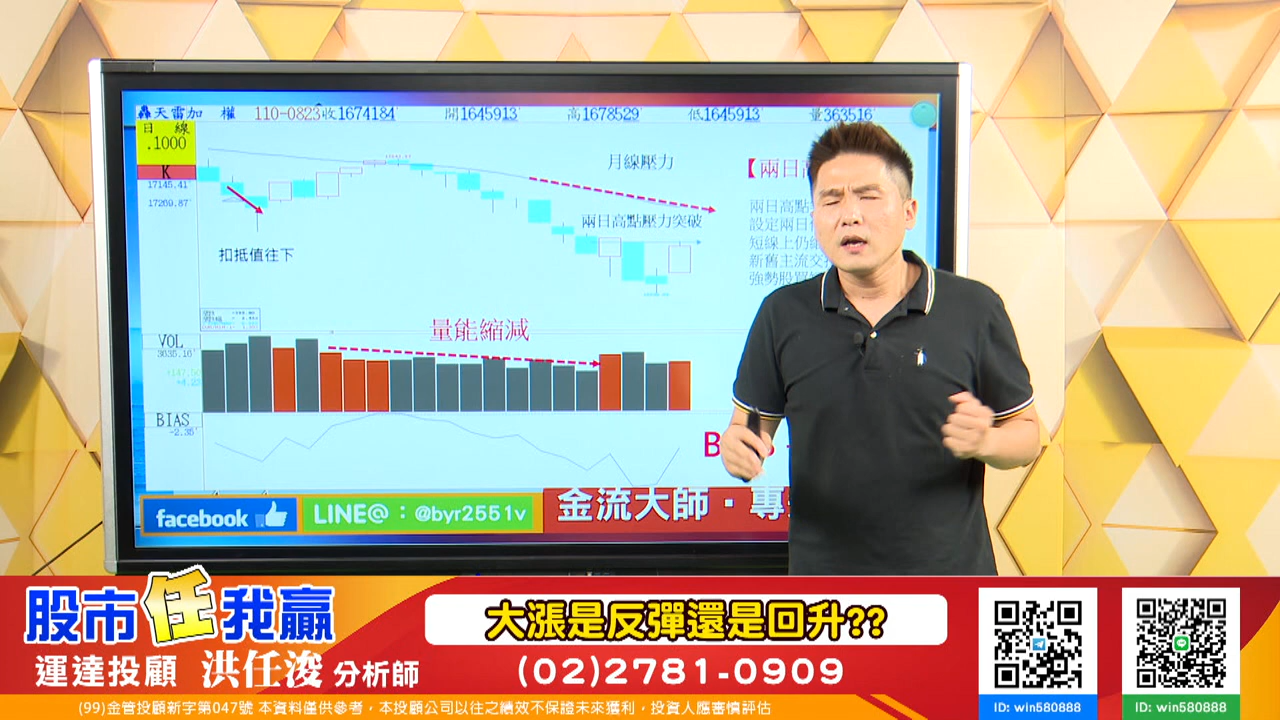 天雷加 權 110-0823收1674184 開1645913 高1678529 低1645913 量363516
日 線
.1000
K
17145.41
17269.87
月線壓力
【兩日高
兩日高點壓力突破
兩日高點
設定兩日
短線上仍
新舊主流交
強勢股買
扣抵值往下
量能縮減
VOL
3635.16
BIAS
-2.35
facebook
LINE@：@byr2551v
金流大師．專
股市任我贏
大漲是反彈還是回升??
運達投顧 洪任浚 分析師
(02)2781-0909
ID: win580888
ID: win580888
(99)金管投顧新字第047號 本資料僅供參考，本投顧公司以往之績效不保證未來獲利，投資人應審慎評估